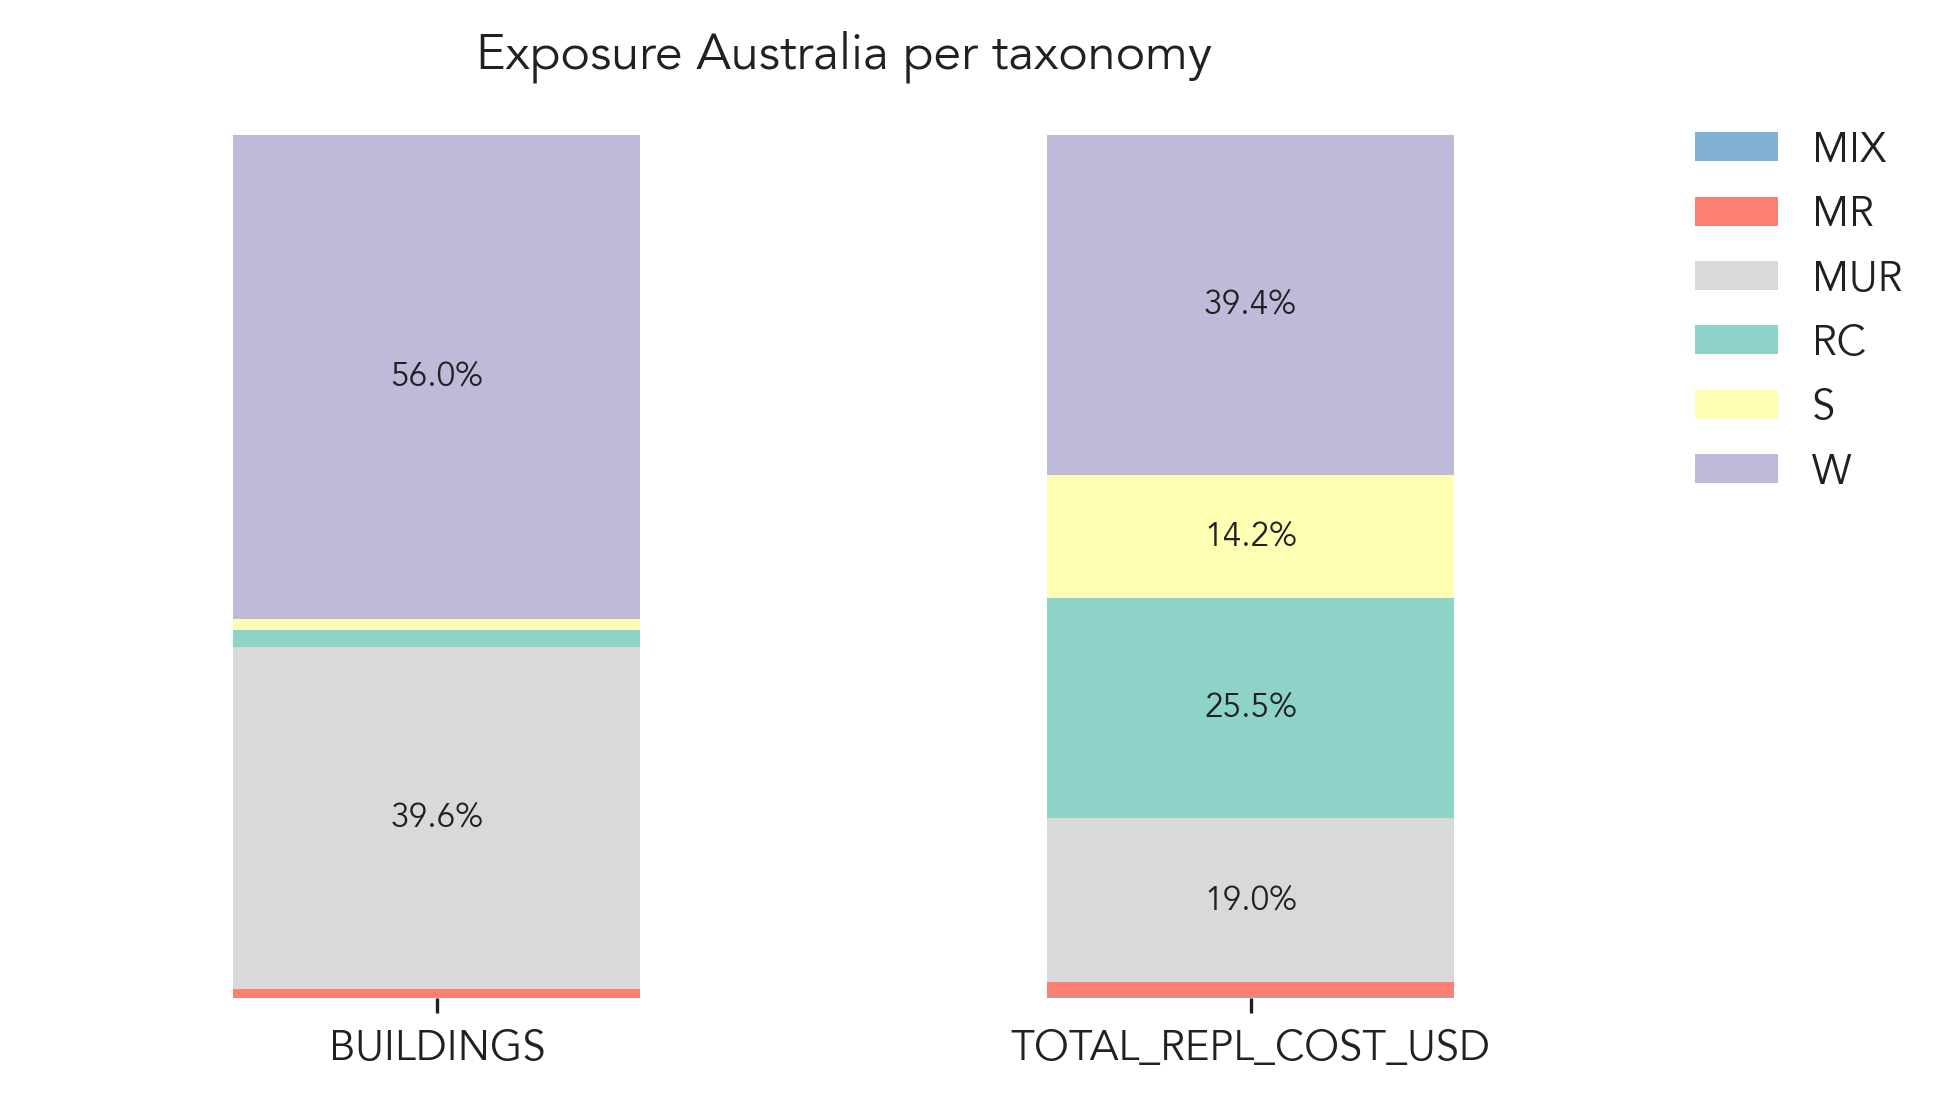 Exposure Australia per taxonomy
MIX
MR
MUR
RC
S
W
56.0%
39.6%
39.4%
14.2%
25.5%
19.0%
BUILDINGS
TOTAL_REPL_COST_USD